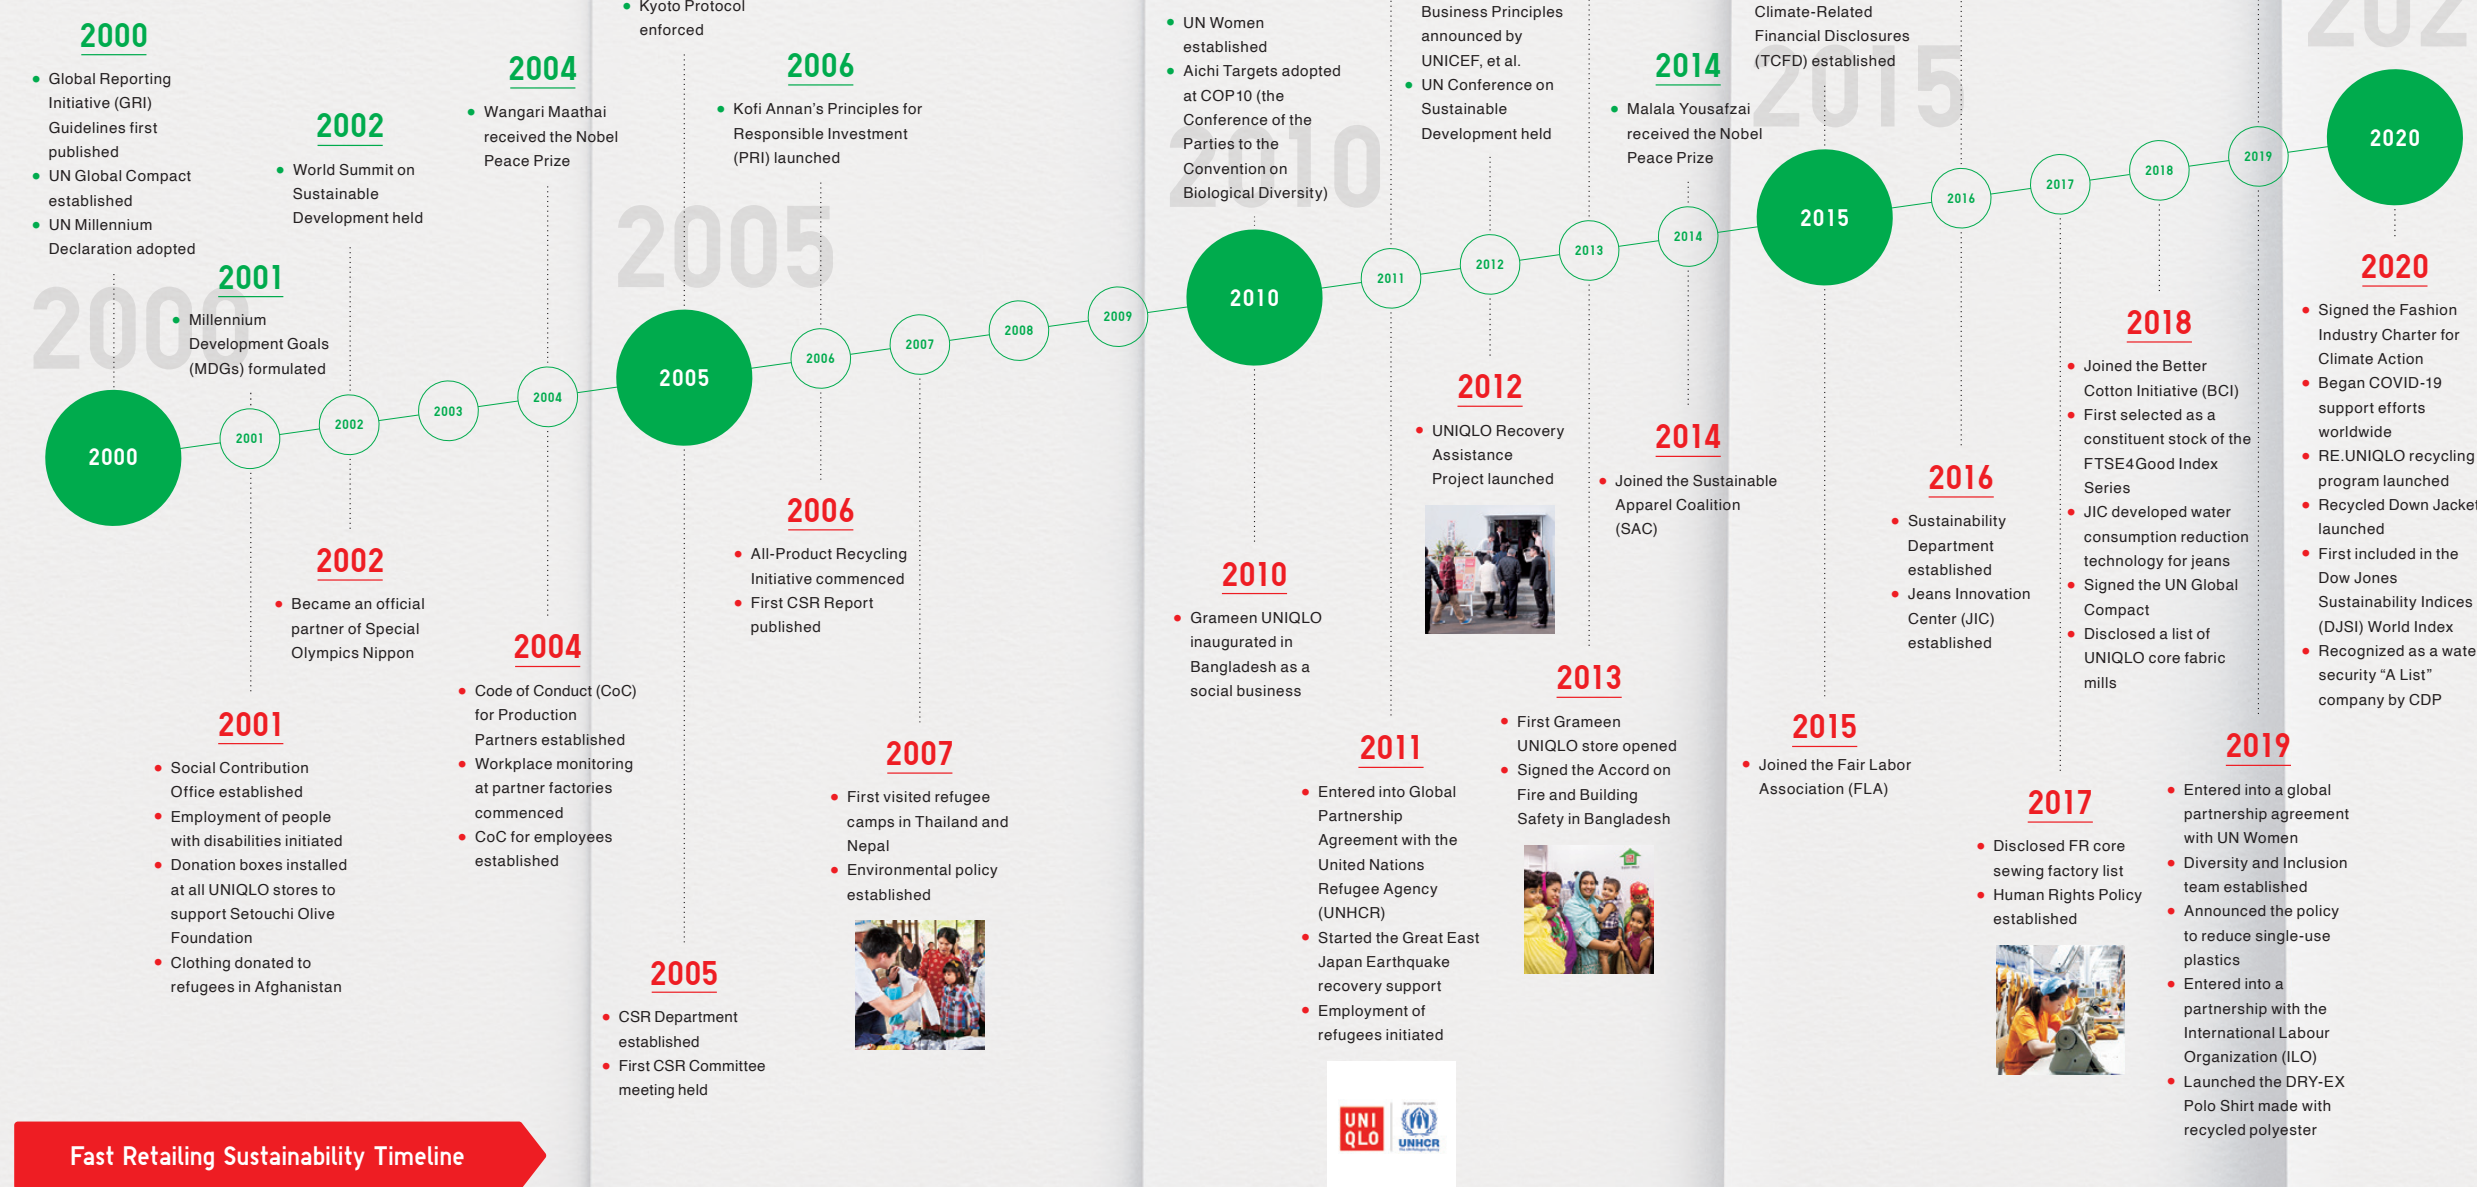 Kyoto Protocol
enforced
2000
Global Reporting
Initiative (GRI)
Guidelines first
published
UN Global Compact
established
UN Millennium
Declaration adopted
2001
Millennium
Development Goals
(MDGs) formulated
2002
World Summit on
Sustainable
Development held
2004
Wangari Maathai
received the Nobel
Peace Prize
2006
Kofi Annan's Principles for
Responsible Investment
(PRI) launched
UN Women
established
Aichi Targets adopted
at COP10 (the
Conference of the
Parties to the
Convention on
Biological Diversity)
Business Principles
announced by
UNICEF, et al.
UN Conference on
Sustainable
Development held
2014
Malala Yousafzai
received the Nobel
Peace Prize
Climate-Related
Financial Disclosures
(TCFD) established
2000
2005
2010
2015
202
2000
2001
2002
2003
2004
2005
2006
2007
2008
2009
2010
2011
2012
2013
2014
2015
2016
2017
2018
2019
2020
2001
Social Contribution
Office established
Employment of people
with disabilities initiated
Donation boxes installed
at all UNIQLO stores to
support Setouchi Olive
Foundation
Clothing donated to
refugees in Afghanistan
2002
Became an official
partner of Special
Olympics Nippon
2004
Code of Conduct (CoC)
for Production
Partners established
Workplace monitoring
at partner factories
commenced
CoC for employees
established
2005
CSR Department
established
First CSR Committee
meeting held
2006
All-Product Recycling
Initiative commenced
First CSR Report
published
2007
First visited refugee
camps in Thailand and
Nepal
Environmental policy
established
2010
Grameen UNIQLO
inaugurated in
Bangladesh as a
social business
2011
Entered into Global
Partnership
Agreement with the
United Nations
Refugee Agency
(UNHCR)
Started the Great East
Japan Earthquake
recovery support
Employment of
refugees initiated
UNI
QLO
UNHCR
2012
UNIQLO Recovery
Assistance
Project launched
2013
First Grameen
UNIQLO store opened
Signed the Accord on
Fire and Building
Safety in Bangladesh
2014
Joined the Sustainable
Apparel Coalition
(SAC)
2015
Joined the Fair Labor
Association (FLA)
2016
Sustainability
Department
established
Jeans Innovation
Center (JIC)
established
2017
Disclosed FR core
sewing factory list
Human Rights Policy
established
2018
Joined the Better
Cotton Initiative (BCI)
First selected as a
constituent stock of the
FTSE4Good Index
Series
JIC developed water
consumption reduction
technology for jeans
Signed the UN Global
Compact
Disclosed a list of
UNIQLO core fabric
mills
2019
Entered into a global
partnership agreement
with UN Women
Diversity and Inclusion
team established
Announced the policy
to reduce single-use
plastics
Entered into a
partnership with the
International Labour
Organization (ILO)
Launched the DRY-EX
Polo Shirt made with
recycled polyester
2020
Signed the Fashion
Industry Charter for
Climate Action
Began COVID-19
support efforts
worldwide
RE.UNIQLO recycling
program launched
Recycled Down Jacket
launched
First included in the
Dow Jones
Sustainability Indices
(DJSI) World Index
Recognized as a wate
security "A List"
company by CDP
Fast Retailing Sustainability Timeline